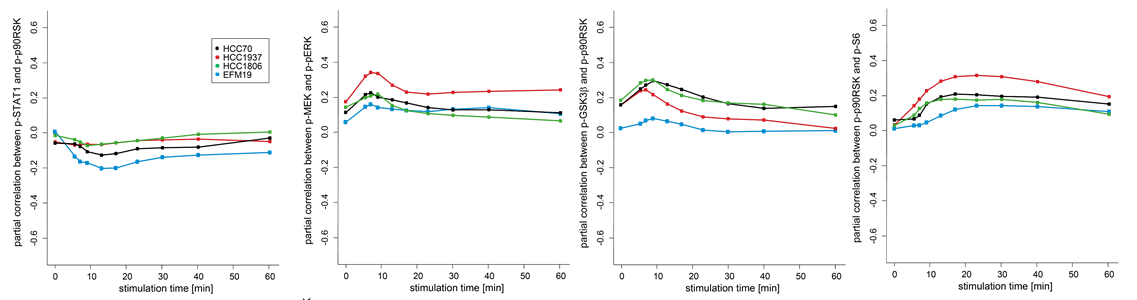 partial correlation between p-STAT1 and p-p90RSK
0.6
0.4
0.2
0.0
-0.2
-0.4
-0.6
HCC70
HCC1937
HCC1806
EFM19
0 10 20 30 40 50 60
stimulation time [min]
partial correlation between p-MEK and p-pERK
0.6
0.4
0.2
0.0
-0.2
-0.4
-0.6
0 10 20 30 40 50 60
stimulation time [min]
partial correlation between p-GSK3β and p-p90RSK
0.6
0.4
0.2
0.0
-0.2
-0.4
-0.6
0 10 20 30 40 50 60
stimulation time [min]
partial correlation between p-p90RSK and p-S6
0.6
0.4
0.2
0.0
-0.2
-0.4
-0.6
0 10 20 30 40 50 60
stimulation time [min]